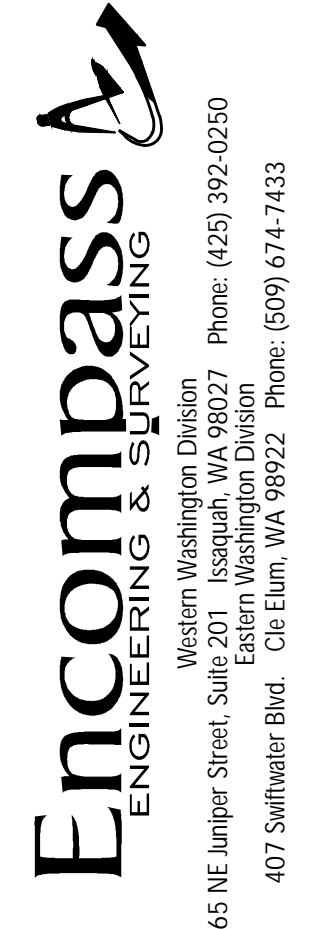 Encompass
ENGINEERING & SURVEYING
Western Washington Division
65 NE Juniper Street, Suite 201 Issaquah, WA 98027 Phone: (425) 392-0250
Eastern Washington Division
407 Swiftwater Blvd. Cle Elum, WA 98922 Phone: (509) 674-7433